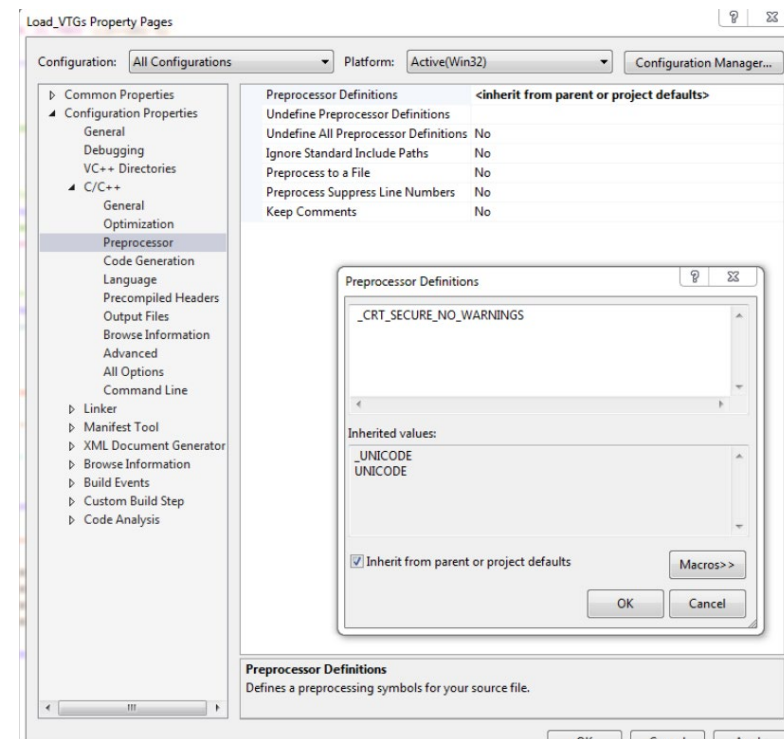 Load_VTGs Property Pages
Configuration: All Configurations Platform: Active(Win32) Configuration Manager...
Common Properties
Configuration Properties
General
Debugging
VC++ Directories
C/C++
General
Optimization
Preprocessor
Code Generation
Language
Precompiled Headers
Output Files
Browse Information
Advanced
All Options
Command Line
Linker
Manifest Tool
XML Document Generator
Browse Information
Build Events
Custom Build Step
Code Analysis
Preprocessor Definitions <inherit from parent or project defaults>
Undefine Preprocessor Definitions
Undefine All Preprocessor Definitions No
Ignore Standard Include Paths No
Preprocess to a File No
Preprocess Suppress Line Numbers No
Keep Comments No
Preprocessor Definitions
_CRT_SECURE_NO_WARNINGS
Inherited values:
_UNICODE
UNICODE
Inherit from parent or project defaults
Macros>>
OK Cancel
Preprocessor Definitions
Defines a preprocessing symbols for your source file.